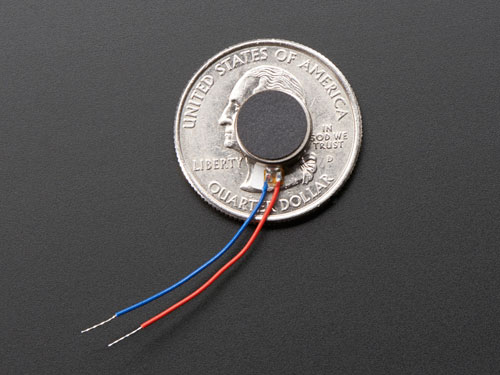 UNITED STATES OF AMERICA
IN
GOD WE
TRUST
LIBERTY
D
QUARTER DOLLAR